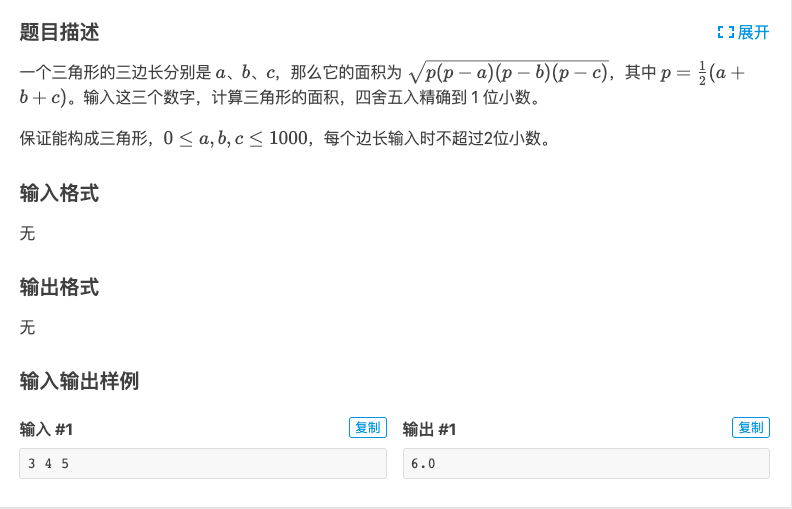 题目描述
展开
一个三角形的三边长分别是 a、b、c，那么它的面积为 √(p(p − a)(p − b)(p − c))，其中 p = 1/2(a +
b + c)。输入这三个数字，计算三角形的面积，四舍五入精确到 1 位小数。
保证能构成三角形，0 ≤ a, b, c ≤ 1000，每个边长输入时不超过2位小数。
输入格式
无
输出格式
无
输入输出样例
输入 #1
复制
3 4 5
输出 #1
复制
6.0